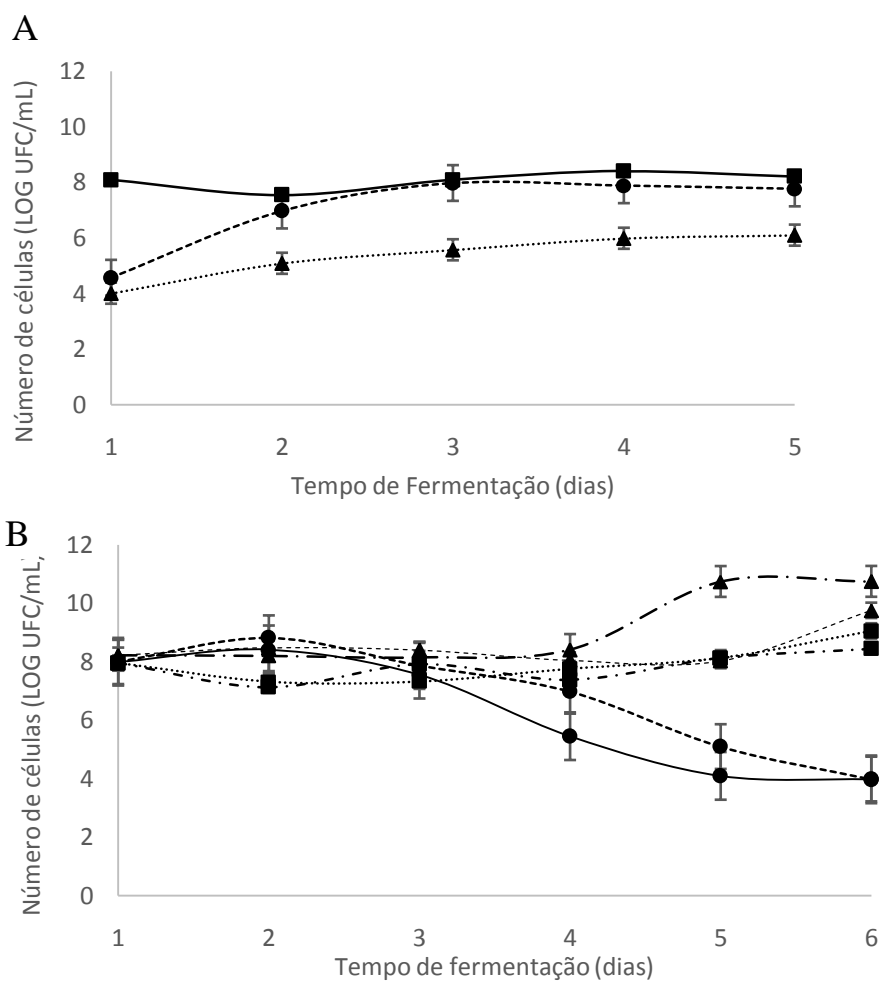 A
Número de células (LOG UFC/mL)
12
10
8
6
4
2
0
1 2 3 4 5
Tempo de Fermentação (dias)
B
Número de células (LOG UFC/mL,
12
10
8
6
4
2
0
1 2 3 4 5 6
Tempo de fermentação (dias)